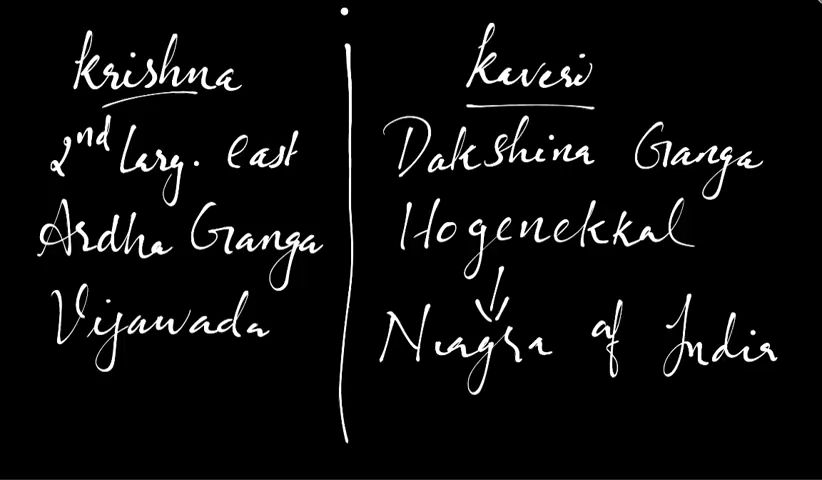 Krishna
2nd larg. east
Ardha Ganga
Vijawada
Kaveri
Dakshina Ganga
Hogenekkal
↓
Niagra of India